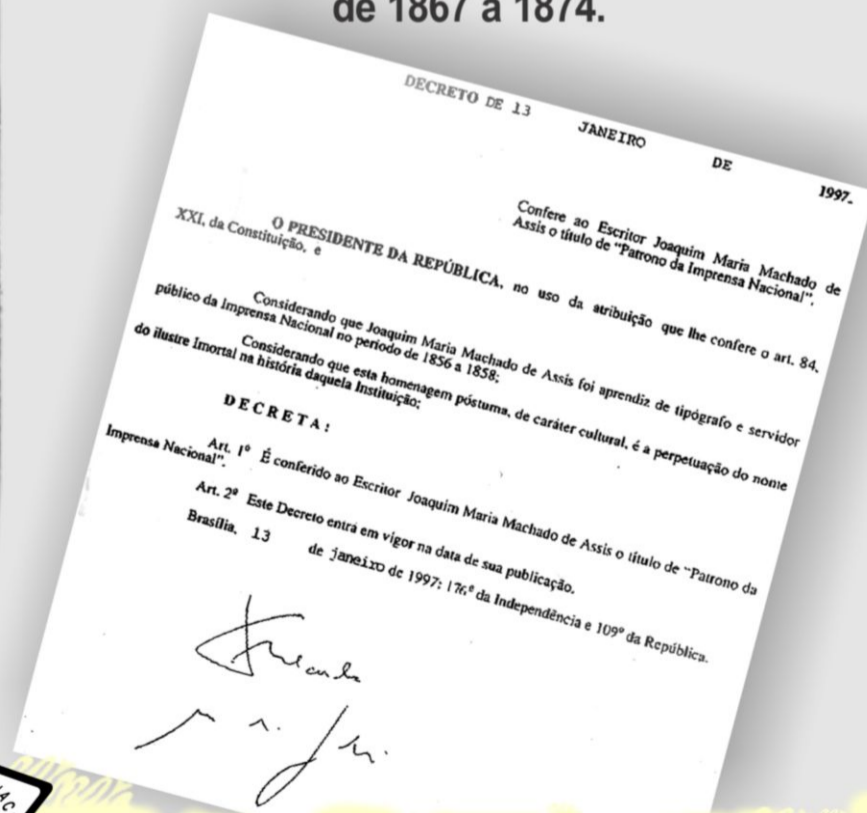 de 1867 a 1874.
DECRETO DE 13 JANEIRO DE 1997.
Confere ao Escritor Joaquim Maria Machado de
Assis o título de "Patrono da Imprensa Nacional".
O PRESIDENTE DA REPÚBLICA, no uso da atribuição que lhe confere o art. 84,
XXI, da Constituição, e
Considerando que Joaquim Maria Machado de Assis foi aprendiz de tipógrafo e servidor
público da Imprensa Nacional no período de 1856 a 1858;
Considerando que esta homenagem póstuma, de caráter cultural, é a perpetuação do nome
do ilustre Imortal na história daquela Instituição;
DECRETA:
Art. 1º É conferido ao Escritor Joaquim Maria Machado de Assis o título de "Patrono da
Imprensa Nacional".
Art. 2º Este Decreto entra em vigor na data de sua publicação.
Brasília, 13 de janeiro de 1997; 176º da Independência e 109º da República.